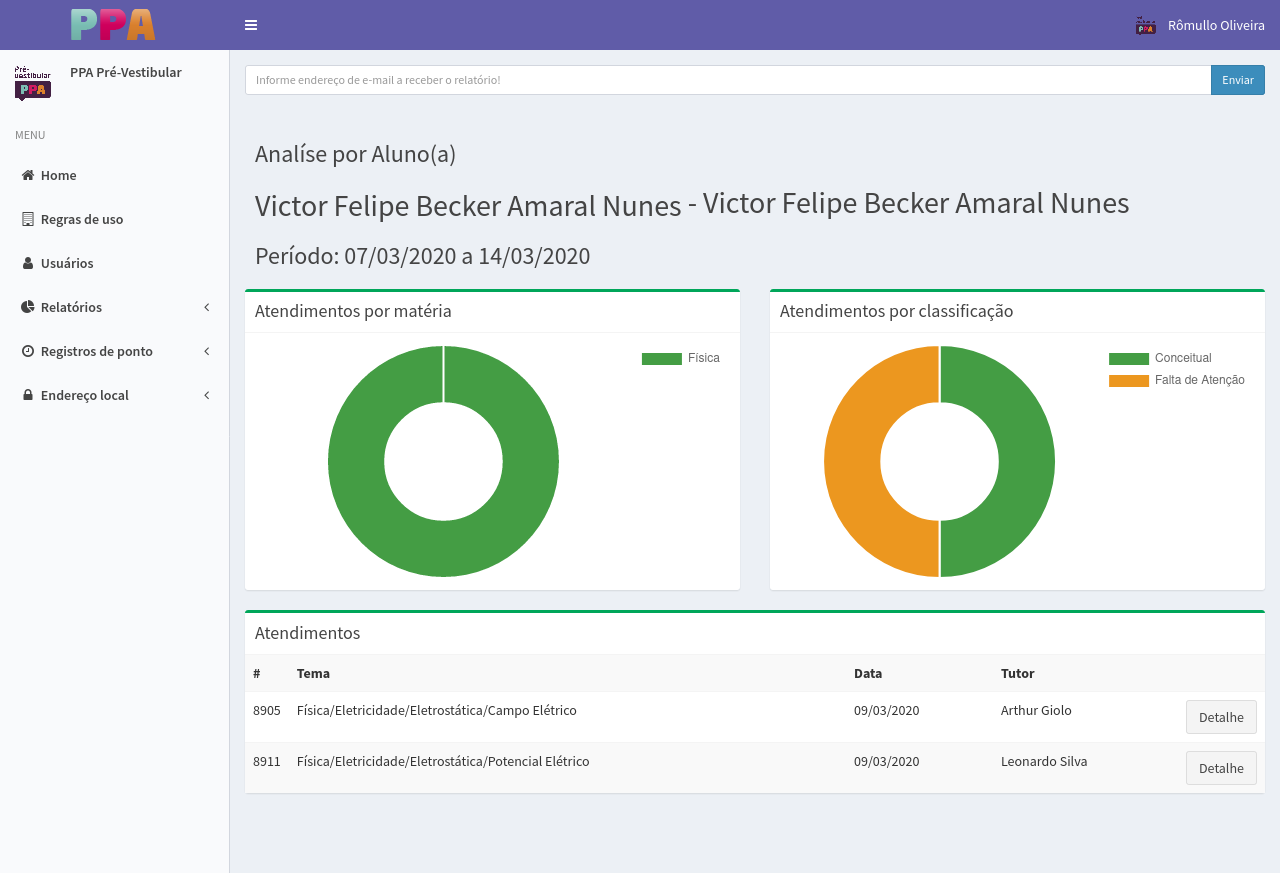 PPA
Rômullo Oliveira
Pré-
vestibular
PPA
PPA Pré-Vestibular
MENU
Home
Regras de uso
Usuários
Relatórios
Registros de ponto
Endereço local
Informe endereço de e-mail a receber o relatório!
Enviar
Analíse por Aluno(a)
Victor Felipe Becker Amaral Nunes - Victor Felipe Becker Amaral Nunes
Período: 07/03/2020 a 14/03/2020
Atendimentos por matéria
Física
Atendimentos por classificação
Conceitual
Falta de Atenção
Atendimentos
# Tema Data Tutor
8905 Física/Eletricidade/Eletrostática/Campo Elétrico 09/03/2020 Arthur Giolo Detalhe
8911 Física/Eletricidade/Eletrostática/Potencial Elétrico 09/03/2020 Leonardo Silva Detalhe